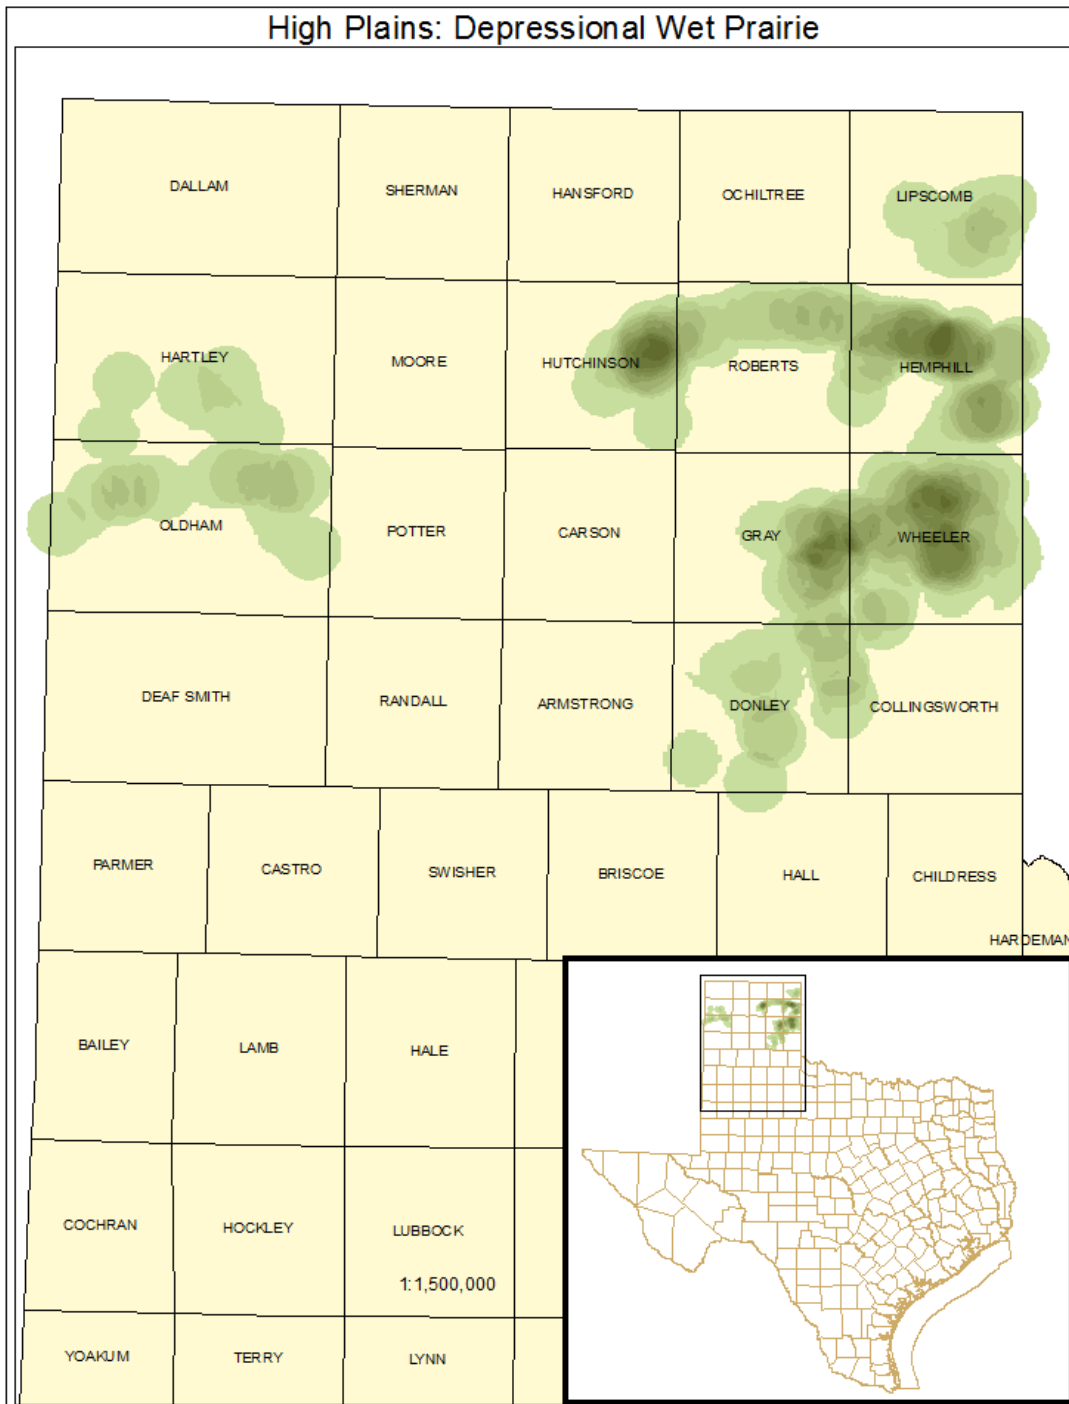 High Plains: Depressional Wet Prairie
DALLAM
SHERMAN
HANSFORD
OCHILTREE
LIPSCOMB
HARTLEY
MOORE
HUTCHINSON
ROBERTS
HEMPHILL
OLDHAM
POTTER
CARSON
GRAY
WHEELER
DEAF SMITH
RANDALL
ARMSTRONG
DONLEY
COLLINGSWORTH
PARMER
CASTRO
SWISHER
BRISCOE
HALL
CHILDRESS
HARDEMAN
BAILEY
LAMB
HALE
COCHRAN
HOCKLEY
LUBBOCK
1:1,500,000
YOAKUM
TERRY
LYNN